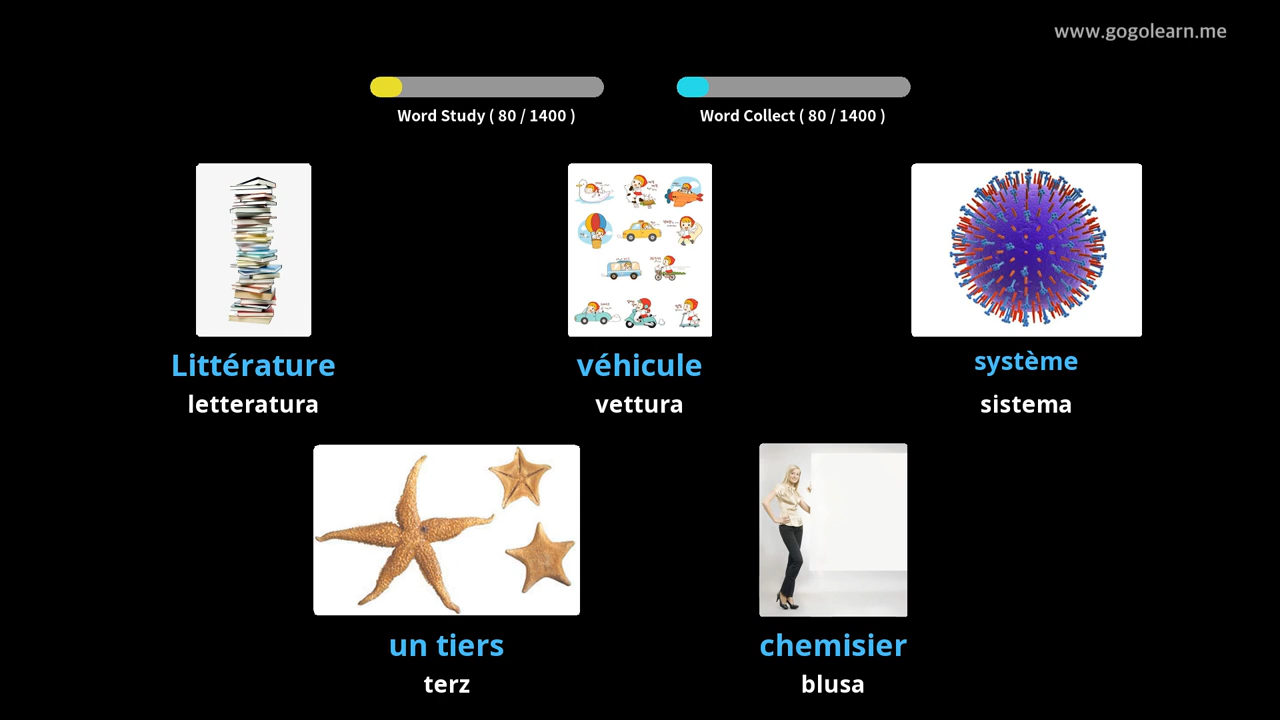 www.gogolearn.me
Word Study ( 80 / 1400 )
Word Collect ( 80 / 1400 )
Littérature
letteratura
véhicule
vettura
système
sistema
un tiers
terz
chemisier
blusa